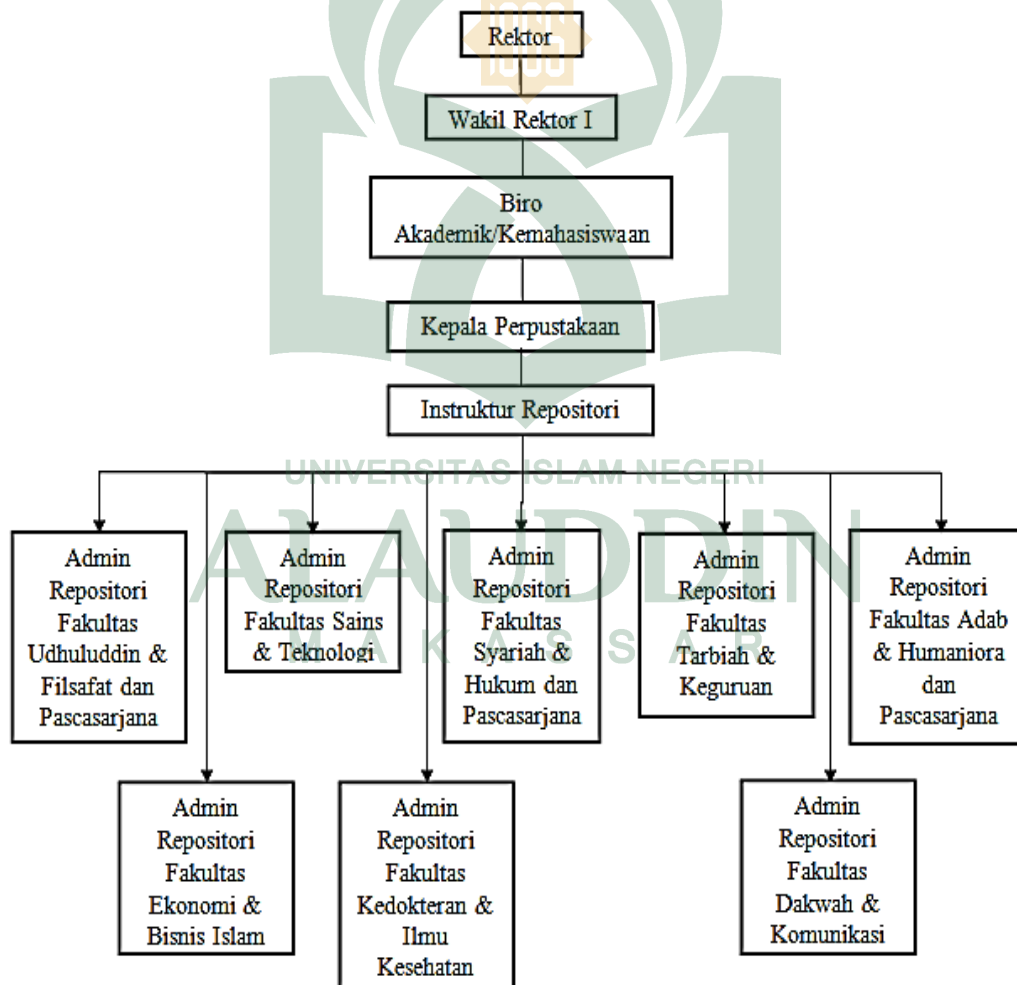 Rektor
Wakil Rektor I
Biro
Akademik/Kemahasiswaan
Kepala Perpustakaan
Instruktur Repositori
UNIVERSITAS ISLAM NEGERI
ALAUDDIN
MAKASSAR
Admin
Repositori
Fakultas
Udhuluddin &
Filsafat dan
Pascasarjana
Admin
Repositori
Fakultas Sains
& Teknologi
Admin
Repositori
Fakultas
Syariah &
Hukum dan
Pascasarjana
Admin
Repositori
Fakultas
Tarbiah &
Keguruan
Admin
Repositori
Fakultas Adab
& Humaniora
dan
Pascasarjana
Admin
Repositori
Fakultas
Ekonomi &
Bisnis Islam
Admin
Repositori
Fakultas
Kedokteran &
Ilmu
Kesehatan
Admin
Repositori
Fakultas
Dakwah &
Komunikasi